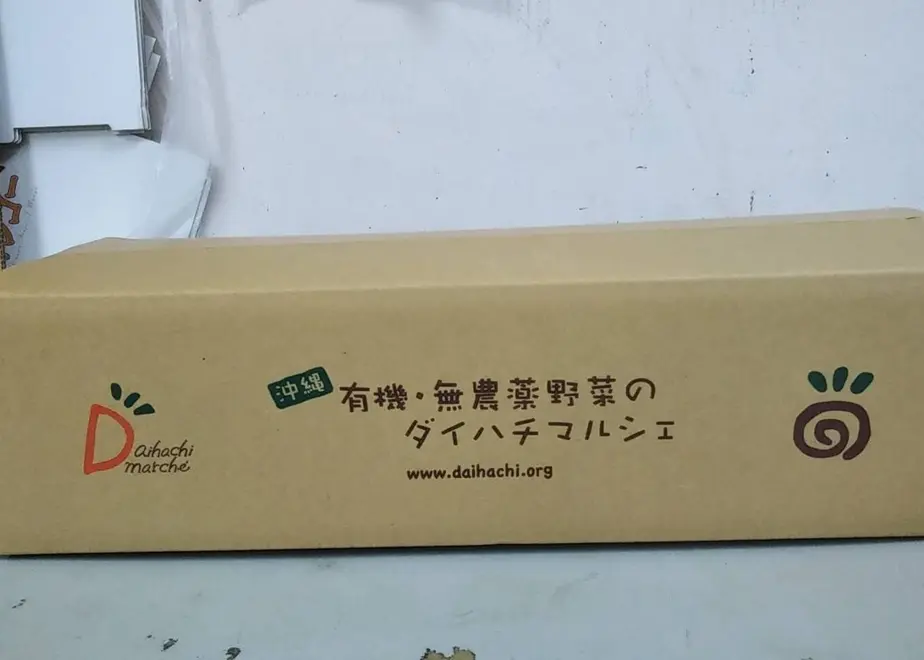 沖縄 有機・無農薬野菜の
ダイハチマルシェ
www.daihachi.org
Daihachi
marché